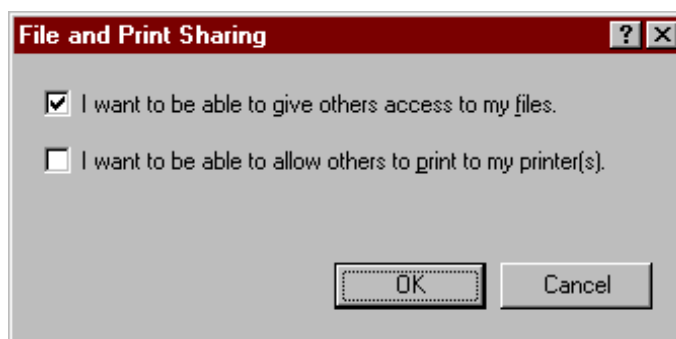 File and Print Sharing
I want to be able to give others access to my files.
I want to be able to allow others to print to my printer(s).
OK Cancel